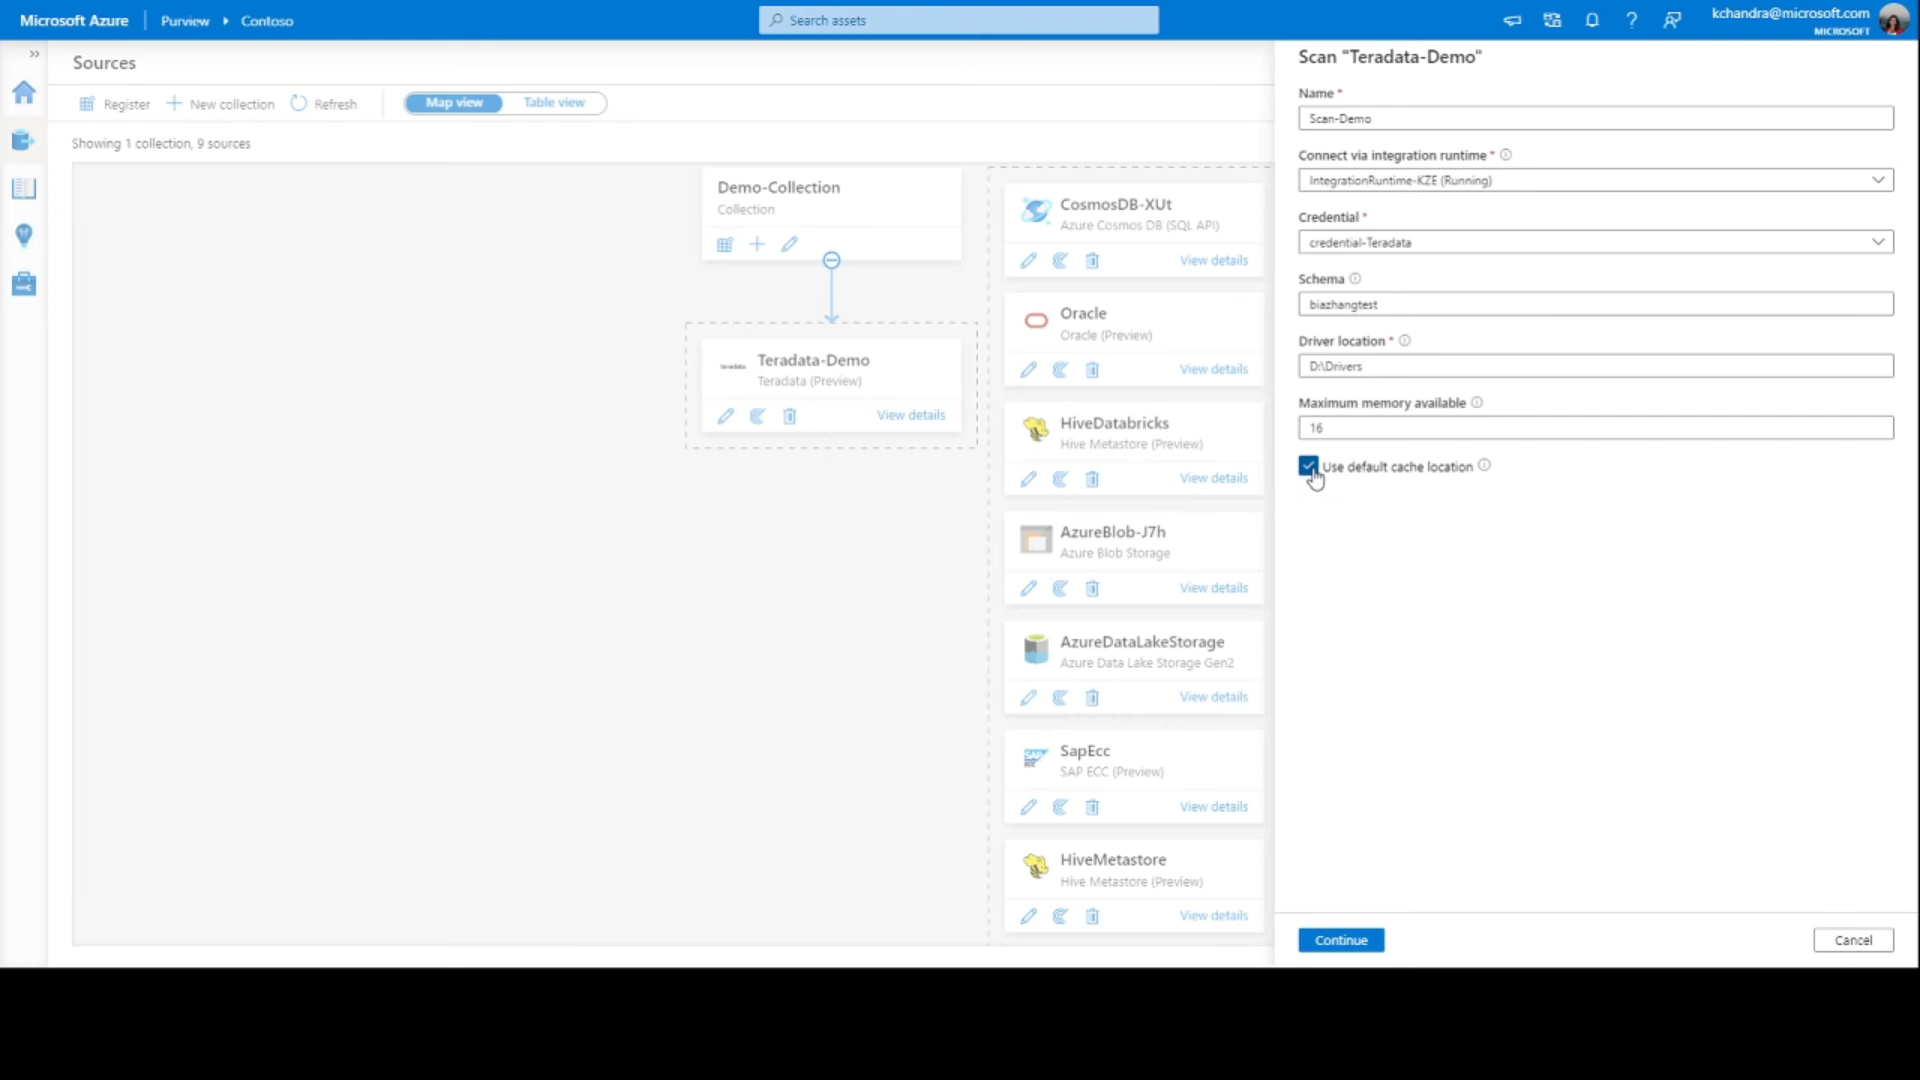 Microsoft Azure
Purview
Contoso
Search assets
kchandra@microsoft.com
MICROSOFT
Sources
Register
New collection
Refresh
Map view
Table view
Showing 1 collection, 9 sources
Demo-Collection
Collection
teradata.
Teradata-Demo
Teradata (Preview)
View details
CosmosDB-XUt
Azure Cosmos DB (SQL API)
View details
Oracle
Oracle (Preview)
View details
HiveDatabricks
Hive Metastore (Preview)
View details
AzureBlob-J7h
Azure Blob Storage
View details
AzureDataLakeStorage
Azure Data Lake Storage Gen2
View details
SAP
ECC
SapEcc
SAP ECC (Preview)
View details
HiveMetastore
Hive Metastore (Preview)
View details
Scan "Teradata-Demo"
Name *
Scan-Demo
Connect via integration runtime *
IntegrationRuntime-KZE (Running)
Credential *
credential-Teradata
Schema
biazhangtest
Driver location *
D:\Drivers
Maximum memory available
16
Use default cache location
Continue
Cancel